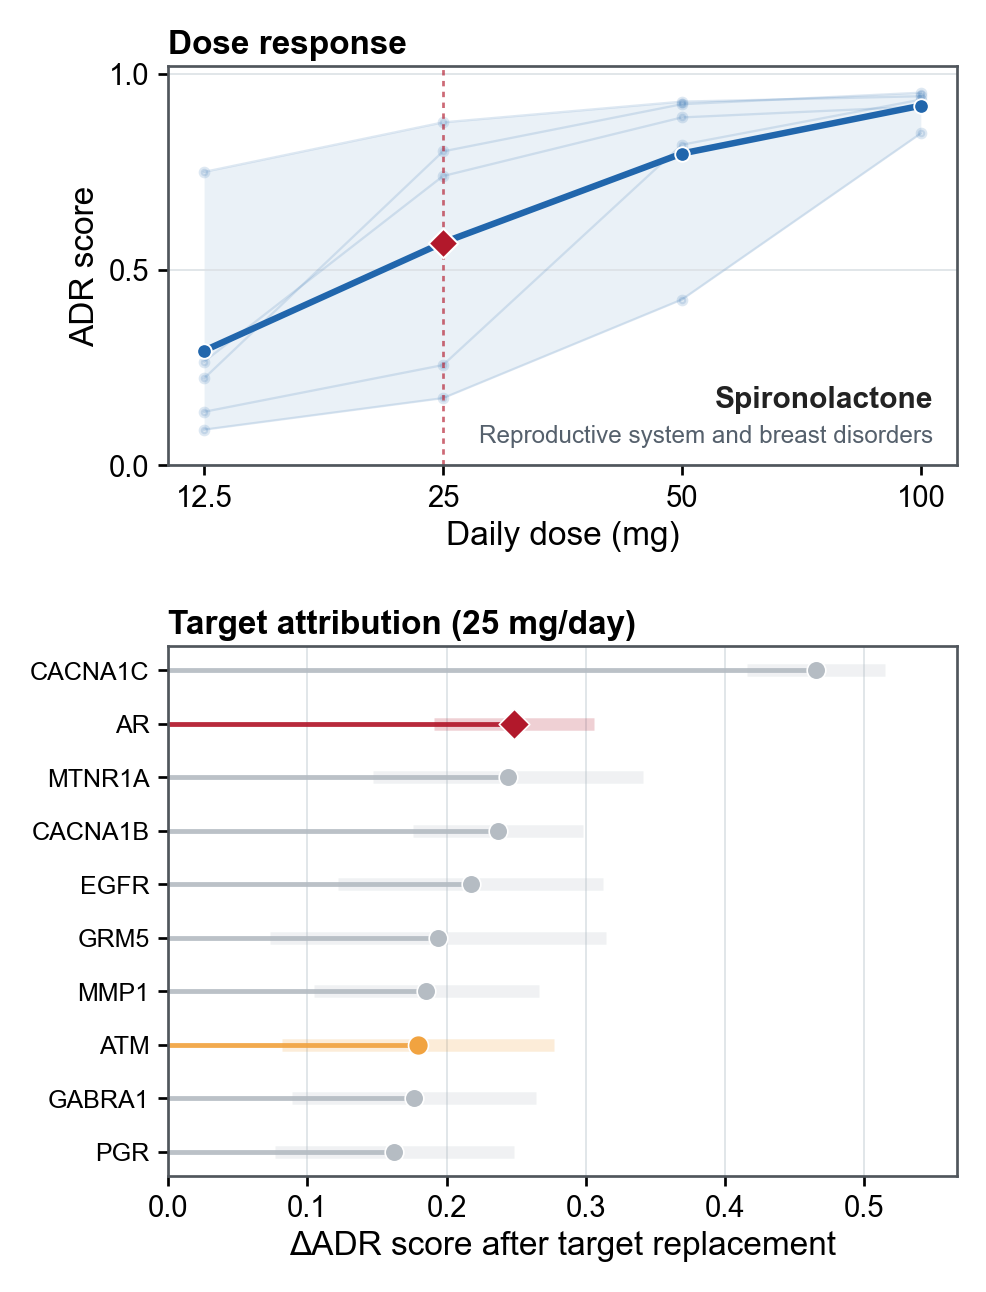 Dose response
1.0
0.5
0.0
ADR score
Spironolactone
Reproductive system and breast disorders
12.5 25 50 100
Daily dose (mg)
Target attribution (25 mg/day)
CACNA1C
AR
MTNR1A
CACNA1B
EGFR
GRM5
MMP1
ATM
GABRA1
PGR
0.0 0.1 0.2 0.3 0.4 0.5
ΔADR score after target replacement